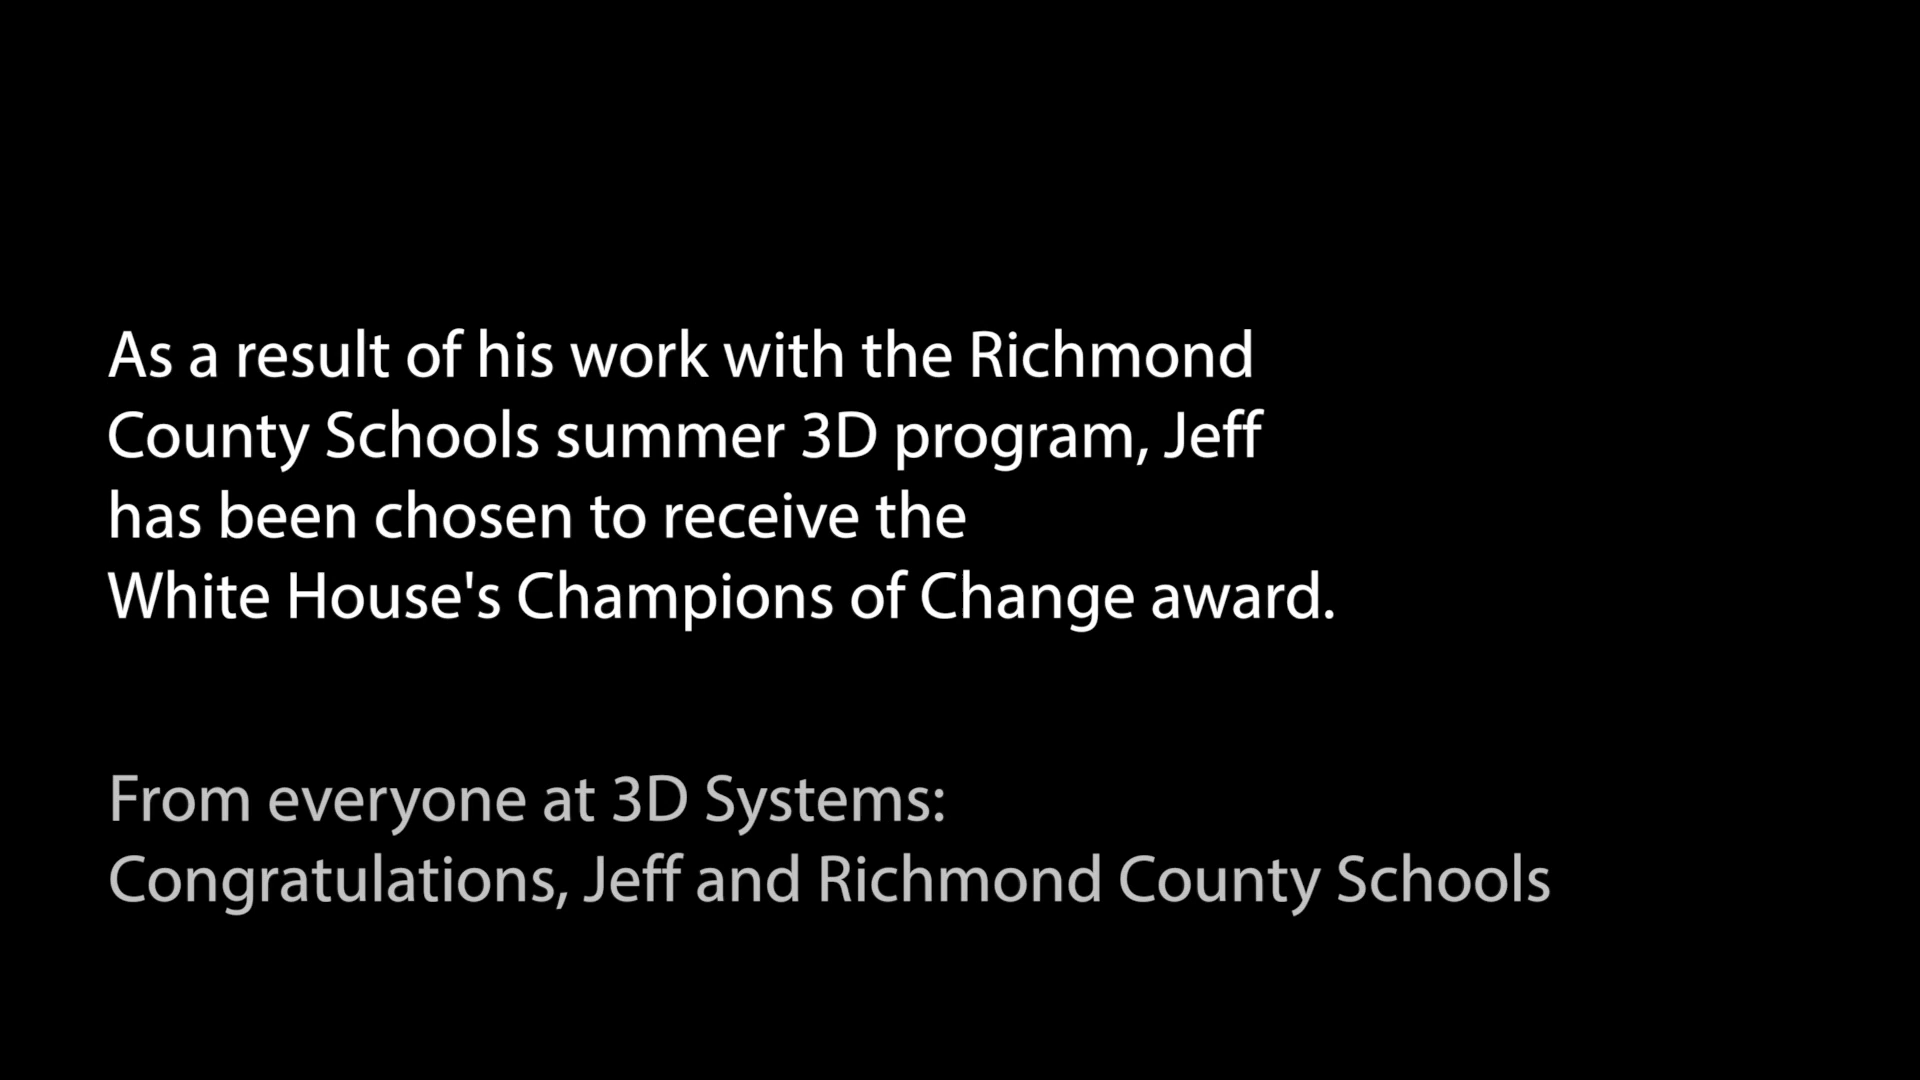 As a result of his work with the Richmond
County Schools summer 3D program, Jeff
has been chosen to receive the
White House's Champions of Change award.
From everyone at 3D Systems:
Congratulations, Jeff and Richmond County Schools